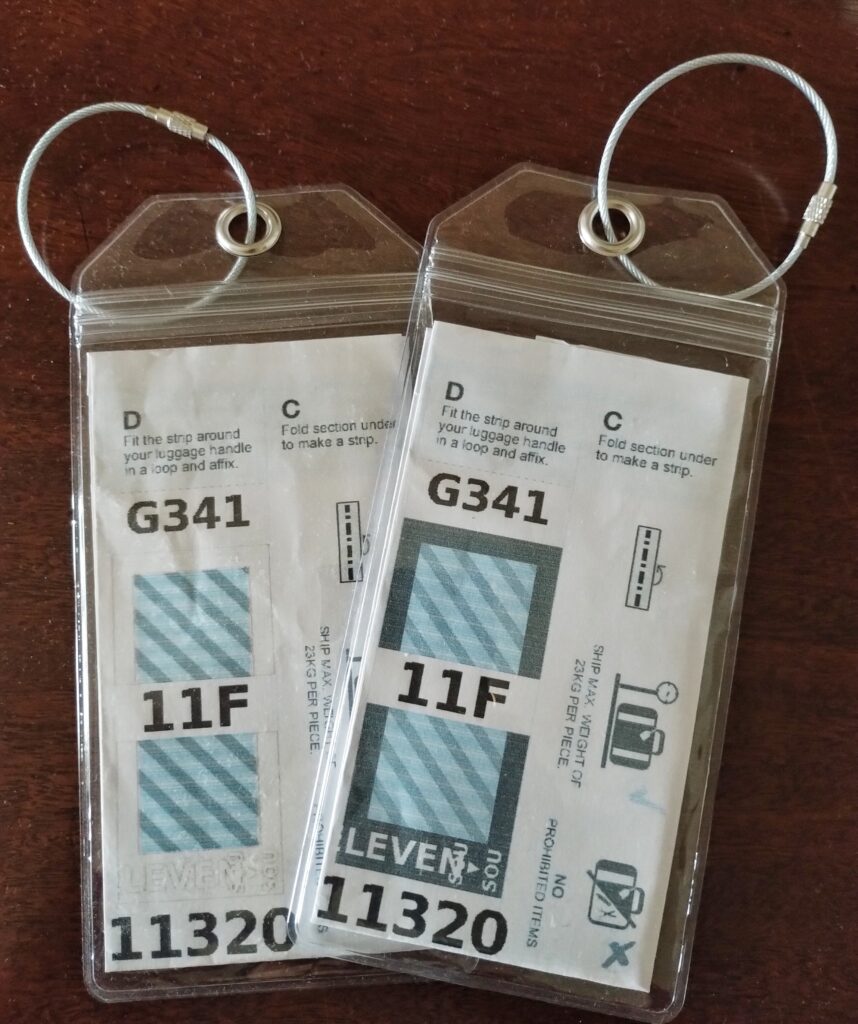 D
Fit the strip around
your luggage handle
in a loop and affix.
C
Fold section under
to make a strip.
G341
11F
SHIP MAX. WEIGHT OF
23KG PER PIECE.
LEVEN
SOU
11320
D
Fit the strip around
your luggage handle
in a loop and affix.
C
Fold section under
to make a strip.
G341
SHIP MAX. WEIGHT OF
23KG PER PIECE.
11F
LEVEN
SOU
SOU
NO
PROHIBITED ITEMS
11320